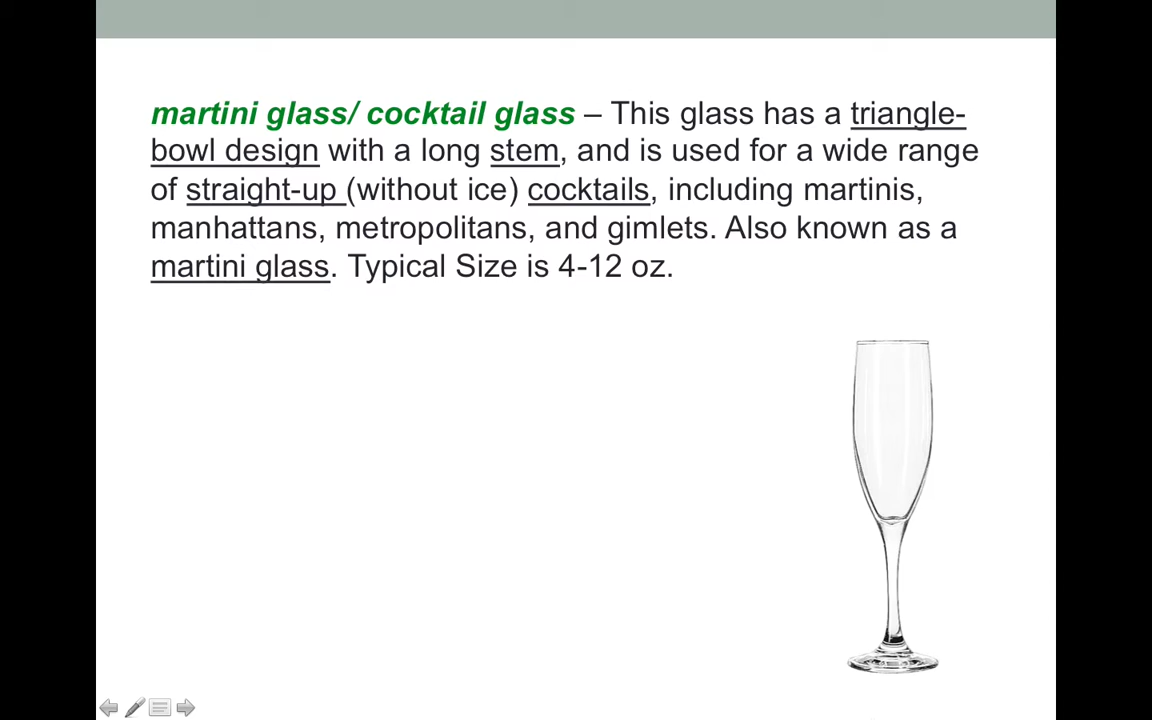 martini glass/ cocktail glass – This glass has a triangle-
bowl design with a long stem, and is used for a wide range
of straight-up (without ice) cocktails, including martinis,
manhattans, metropolitans, and gimlets. Also known as a
martini glass. Typical Size is 4-12 oz.